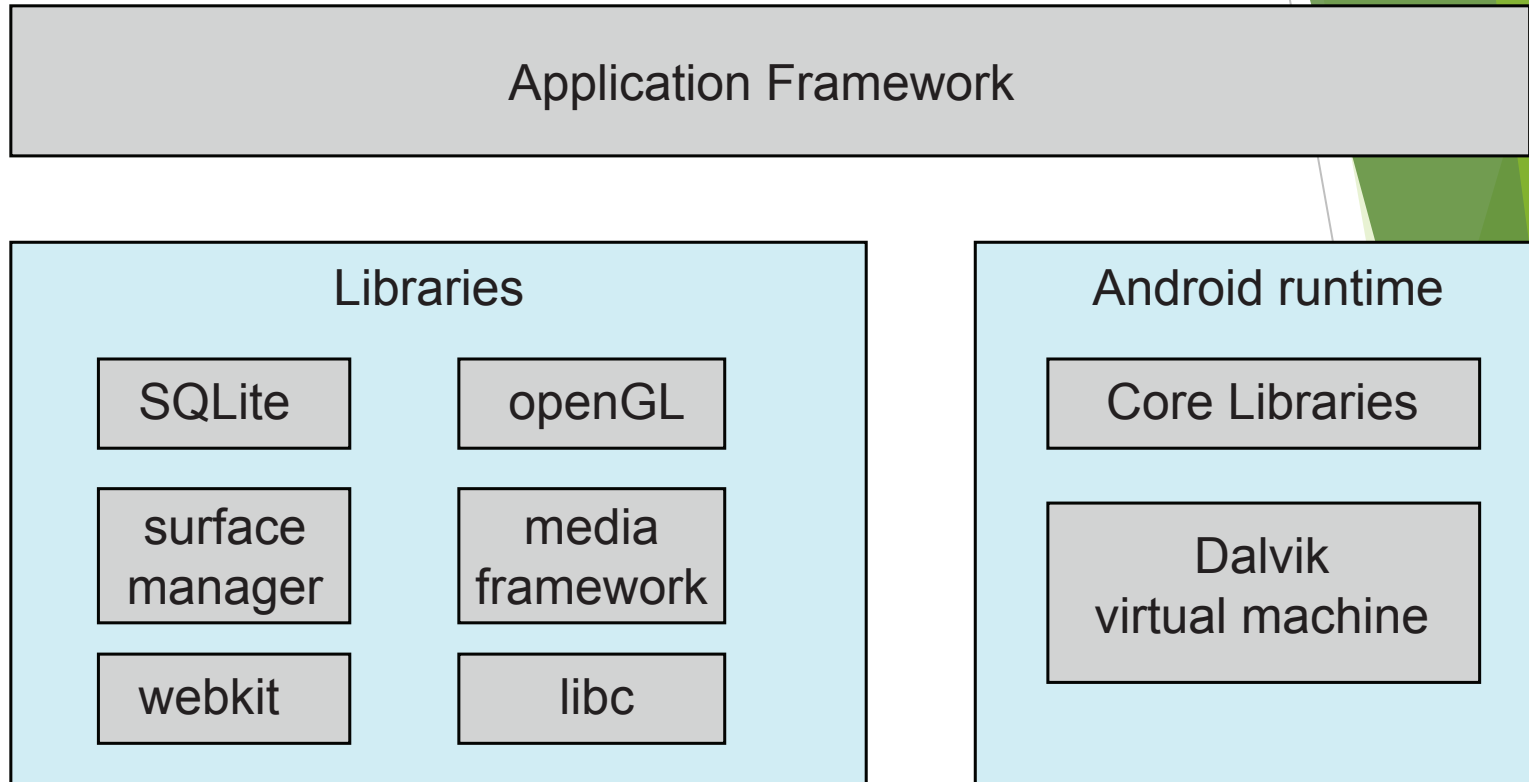 Application Framework
Libraries
SQLite
openGL
surface
manager
media
framework
webkit
libc
Android runtime
Core Libraries
Dalvik
virtual machine